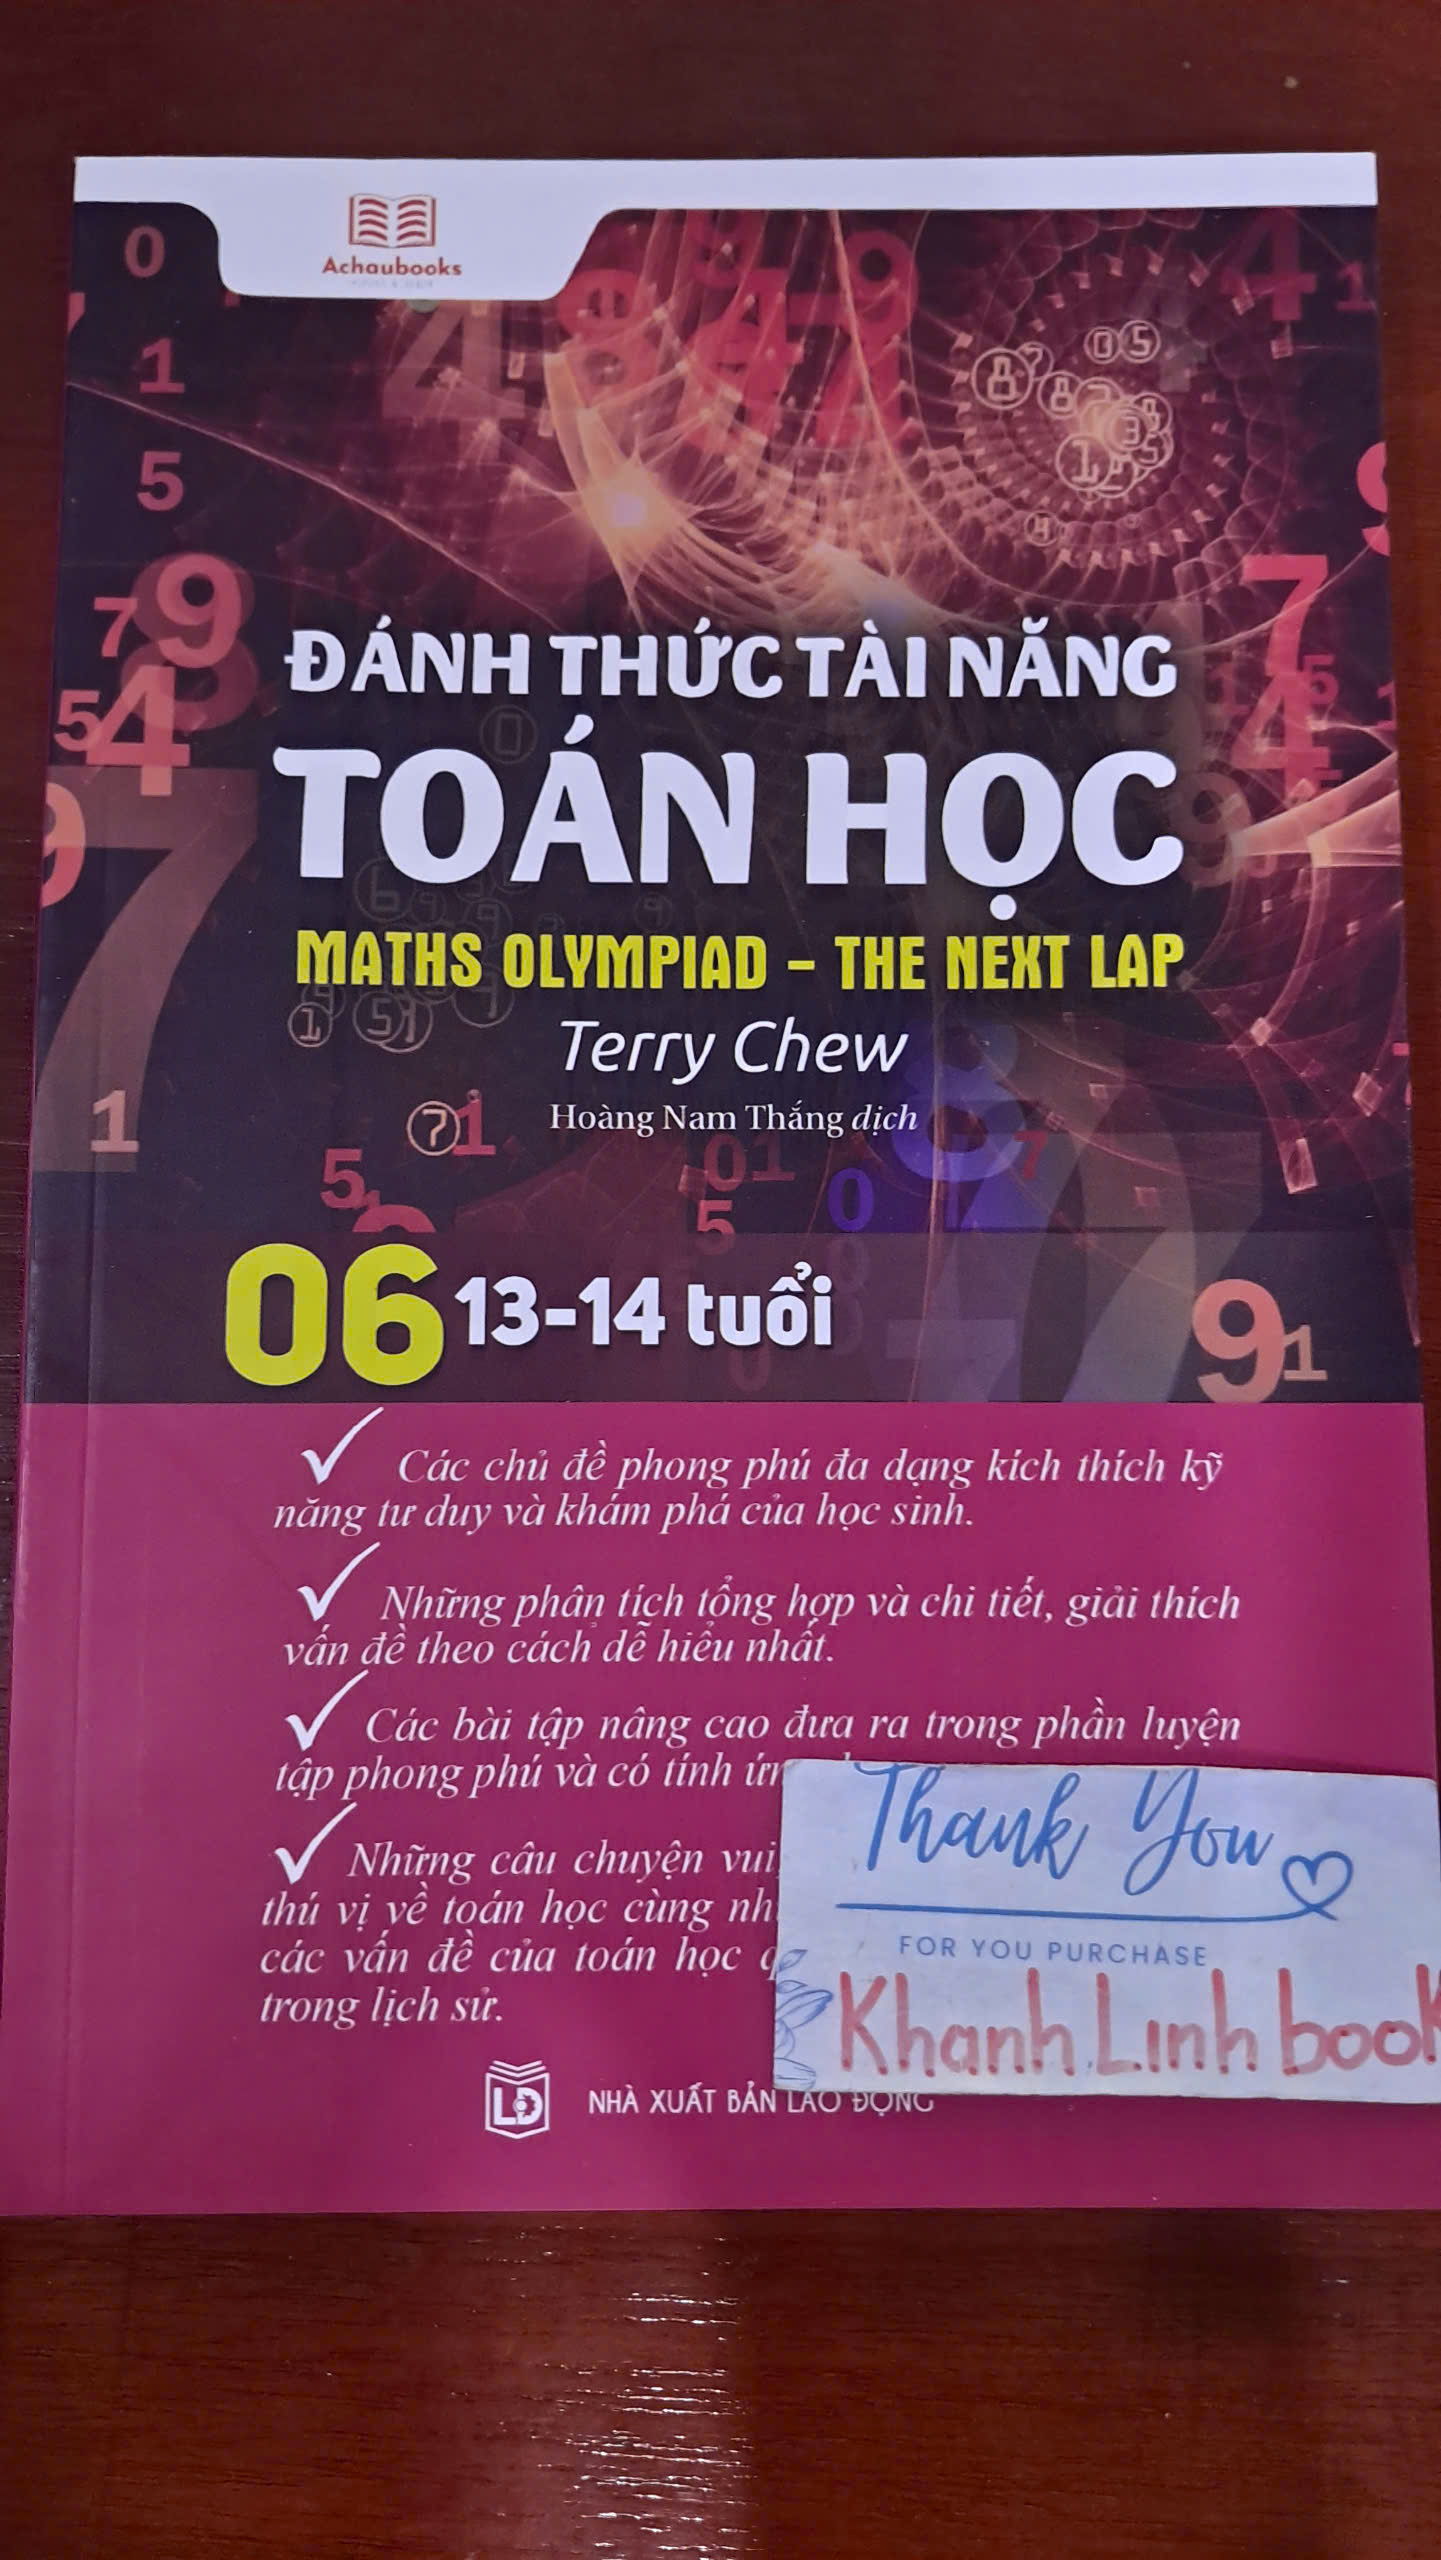 Achaubooks
ĐÁNH THỨC TÀI NĂNG
TOÁN HỌC
MATHS OLYMPIAD - THE NEXT LAP
Terry Chew
Hoàng Nam Thắng dịch
06 13-14 tuổi
Các chủ đề phong phú đa dạng kích thích kỹ
năng tư duy và khám phá của học sinh.
Những phân tích tổng hợp và chi tiết, giải thích
vấn đề theo cách dễ hiểu nhất.
Các bài tập nâng cao đưa ra trong phần luyện
tập phong phú và có tính
Những câu chuyện vui
thú vị về toán học cùng
các vấn đề của toán học
trong lịch sử.
Thank You
FOR YOU PURCHASE
Khanh Linh book
LĐ
NHÀ XUẤT BẢN LAO ĐỘNG